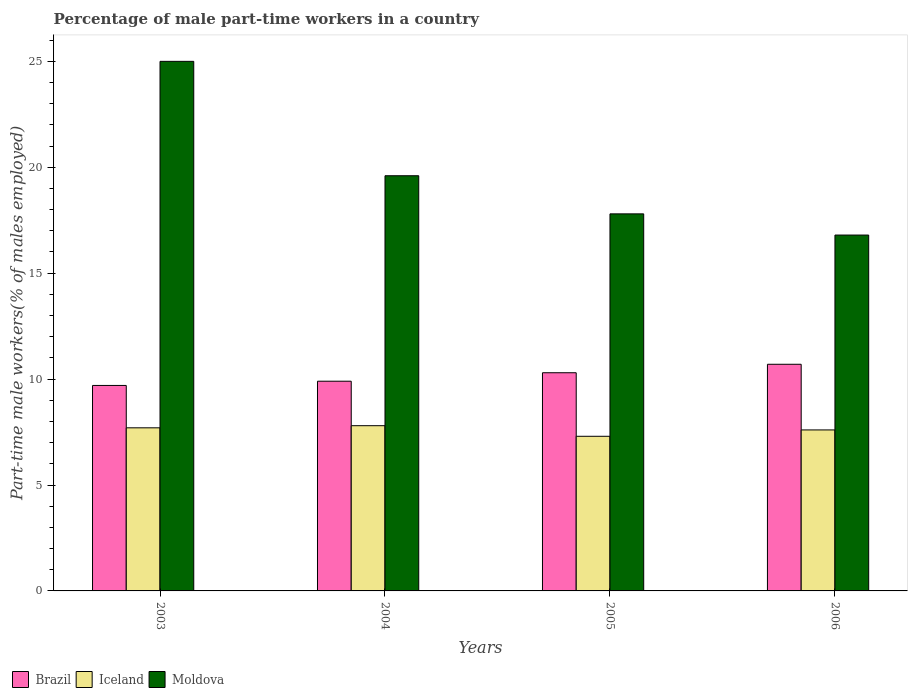 Percentage of male part-time workers in a country
Part-time male workers(% of males employed)
25
20
15
10
5
0
2003
2004
2005
2006
Years
Brazil
Iceland
Moldova